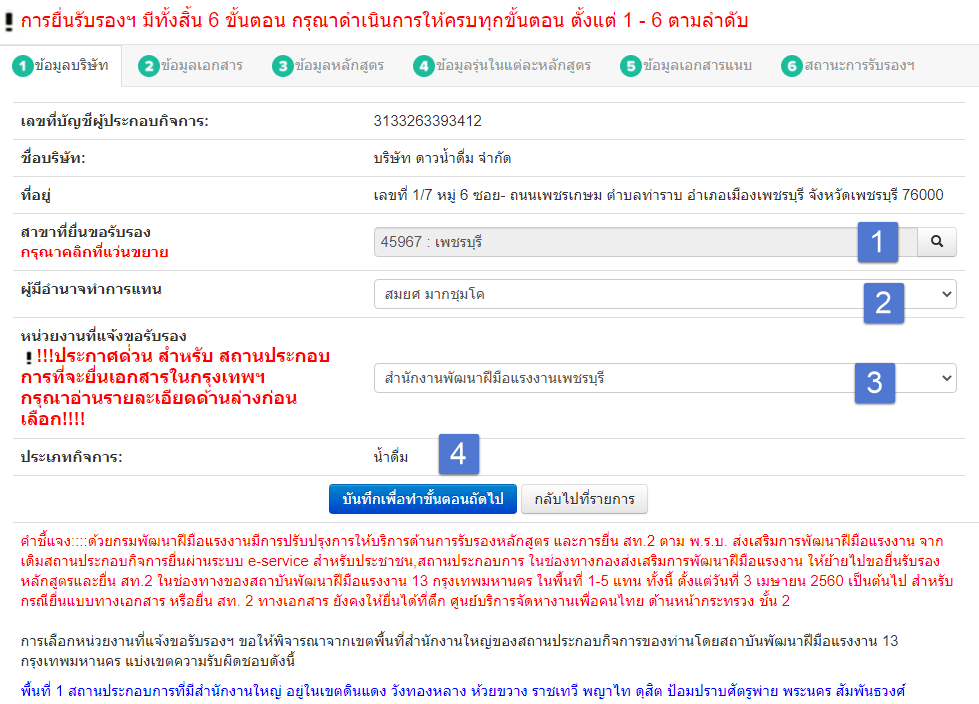 การยื่นรับรองฯ มีทั้งสิ้น 6 ขั้นตอน กรุณาดำเนินการให้ครบทุกขั้นตอน ตั้งแต่ 1 - 6 ตามลำดับ
1 ข้อมูลบริษัท 2 ข้อมูลเอกสาร 3 ข้อมูลหลักสูตร 4 ข้อมูลรุ่นในแต่ละหลักสูตร 5 ข้อมูลเอกสารแนบ 6 สถานะการรับรองฯ
เลขที่บัญชีผู้ประกอบกิจการ: 3133263393412
ชื่อบริษัท: บริษัท ดาวน้ำดื่ม จำกัด
ที่อยู่ เลขที่ 1/7 หมู่ 6 ซอย- ถนนเพชรเกษม ตำบลท่าราบ อำเภอเมืองเพชรบุรี จังหวัดเพชรบุรี 76000
สาขาที่ยื่นขอรับรอง 45967 : เพชรบุรี 1
กรุณาคลิกที่แว่นขยาย
ผู้มีอำนาจทำการแทน สมยศ มากชุมโค 2
หน่วยงานที่แจ้งขอรับรอง
!!!ประกาศด่วน สำหรับ สถานประกอบ
การที่จะยื่นเอกสารในกรุงเทพฯ สำนักงานพัฒนาฝีมือแรงงานเพชรบุรี 3
กรุณาอ่านรายละเอียดด้านล่างก่อน
เลือก!!!!
ประเภทกิจการ: น้ำดื่ม 4
บันทึกเพื่อทำขั้นตอนถัดไป กลับไปที่รายการ
คำชี้แจง::::ด้วยกรมพัฒนาฝีมือแรงงานมีการปรับปรุงการให้บริการด้านการรับรองหลักสูตร และการยื่น สท.2 ตาม พ.ร.บ. ส่งเสริมการพัฒนาฝีมือแรงงาน จาก
เดิมสถานประกอบกิจการยื่นผ่านระบบ e-service สำหรับประชาชน,สถานประกอบการ ในช่องทางกองส่งเสริมการพัฒนาฝีมือแรงงาน ให้ย้ายไปขอยื่นรับรอง
หลักสูตรและยื่น สท.2 ในช่องทางของสถาบันพัฒนาฝีมือแรงงาน 13 กรุงเทพมหานคร ในพื้นที่ 1-5 แทน ทั้งนี้ ตั้งแต่วันที่ 3 เมษายน 2560 เป็นต้นไป สำหรับ
กรณียื่นแบบทางเอกสาร หรือยื่น สท. 2 ทางเอกสาร ยังคงให้ยื่นได้ที่ตึก ศูนย์บริการจัดหางานเพื่อคนไทย ด้านหน้ากระทรวง ชั้น 2
การเลือกหน่วยงานที่แจ้งขอรับรองฯ ขอให้พิจารณาจากเขตพื้นที่สำนักงานใหญ่ของสถานประกอบกิจการของท่านโดยสถาบันพัฒนาฝีมือแรงงาน 13
กรุงเทพมหานคร แบ่งเขตความรับผิดชอบดังนี้
พื้นที่ 1 สถานประกอบการที่มีสำนักงานใหญ่ อยู่ในเขตดินแดง วังทองหลาง ห้วยขวาง ราชเทวี พญาไท ดุสิต ป้อมปราบศัตรูพ่าย พระนคร สัมพันธวงศ์